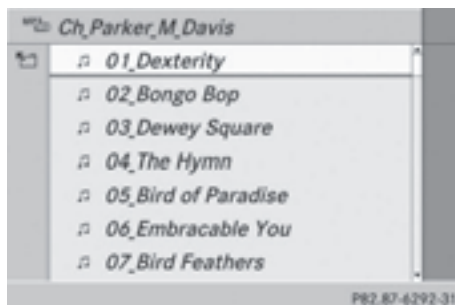 Ch_Parker_M_Davis
01_Dexterity
02_Bongo Bop
03_Dewey Square
04_The Hymn
05_Bird of Paradise
06_Embracable You
07_Bird Feathers
P82.87-6292-31